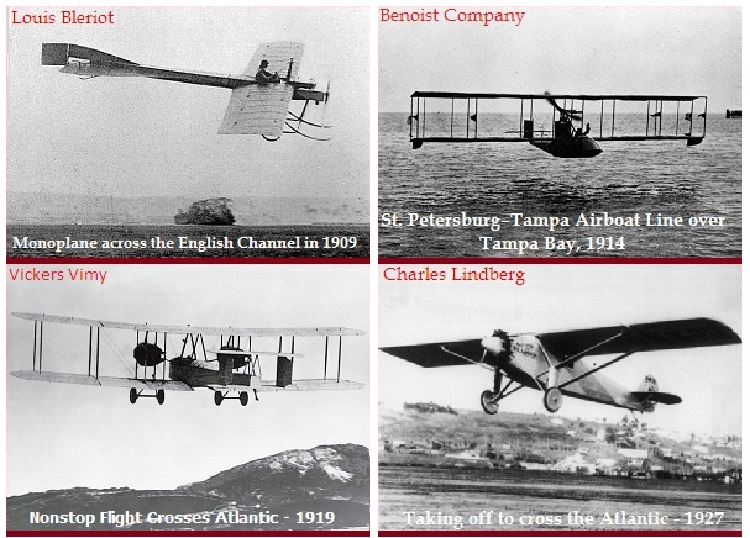 Louis Bleriot
Monoplane across the English Channel in 1909
Benoist Company
St. Petersburg–Tampa Airboat Line over
Tampa Bay, 1914
Vickers Vimy
Nonstop Flight Crosses Atlantic - 1919
Charles Lindberg
Taking off to cross the Atlantic - 1927